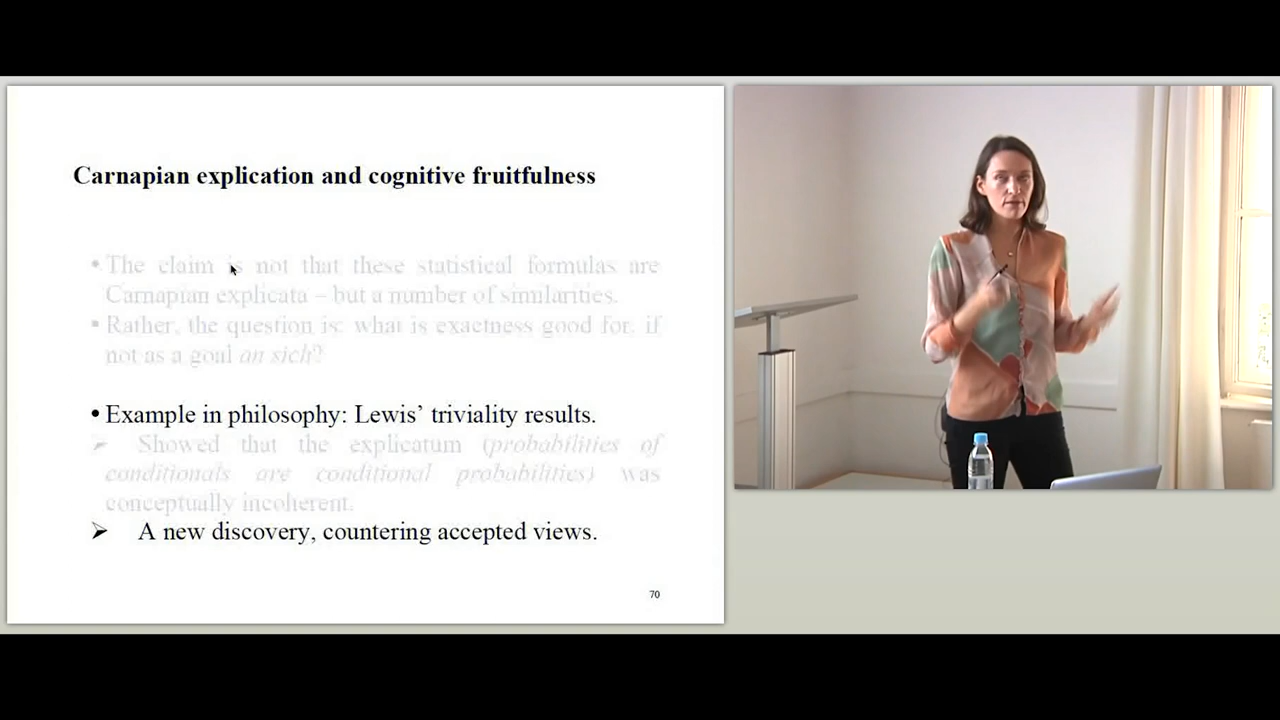 Carnapian explication and cognitive fruitfulness
• The claim is not that these statistical formulas are
Carnapian explicata – but a number of similarities.
• Rather, the question is: what is exactness good for, if
not as a goal an sich?
• Example in philosophy: Lewis’ triviality results.
➢ Showed that the explicatum (probabilities of
conditionals are conditional probabilities) was
conceptually incoherent.
➢ A new discovery, countering accepted views.
70